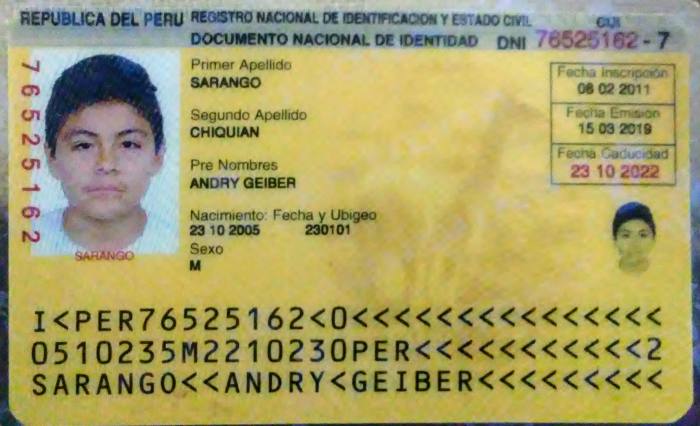 REPUBLICA DEL PERU REGISTRO NACIONAL DE IDENTIFICACION Y ESTADO CIVIL CUI
DOCUMENTO NACIONAL DE IDENTIDAD DNI 76525162 - 7
76525162
Primer Apellido
SARANGO
Segundo Apellido
CHIQUIAN
Pre Nombres
ANDRY GEIBER
Nacimiento: Fecha y Ubigeo
23 10 2005 230101
Sexo
M
Fecha Inscripción
08 02 2011
Fecha Emisión
15 03 2019
Fecha Caducidad
23 10 2022
SARANGO
I<PER76525162<0<<<<<<<<<<<<<<<
0510235M2210230PER<<<<<<<<<<<2
SARANGO<<ANDRY<GEIBER<<<<<<<<<